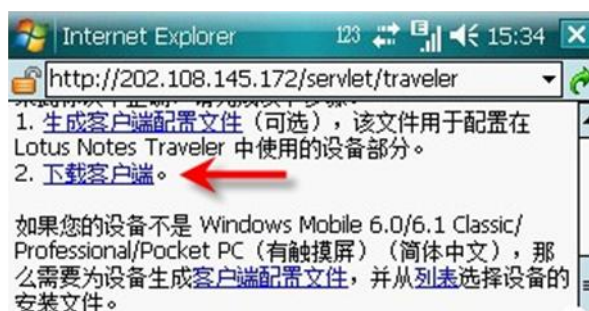 Internet Explorer 123 15:34
http://202.108.145.172/servlet/traveler
1. 生成客户端配置文件（可选），该文件用于配置在
Lotus Notes Traveler 中使用的设备部分。
2. 下载客户端。
如果您的设备不是 Windows Mobile 6.0/6.1 Classic/
Professional/Pocket PC（有触摸屏）（简体中文），那
么需要为设备生成客户端配置文件，并从列表选择设备的
安装文件。